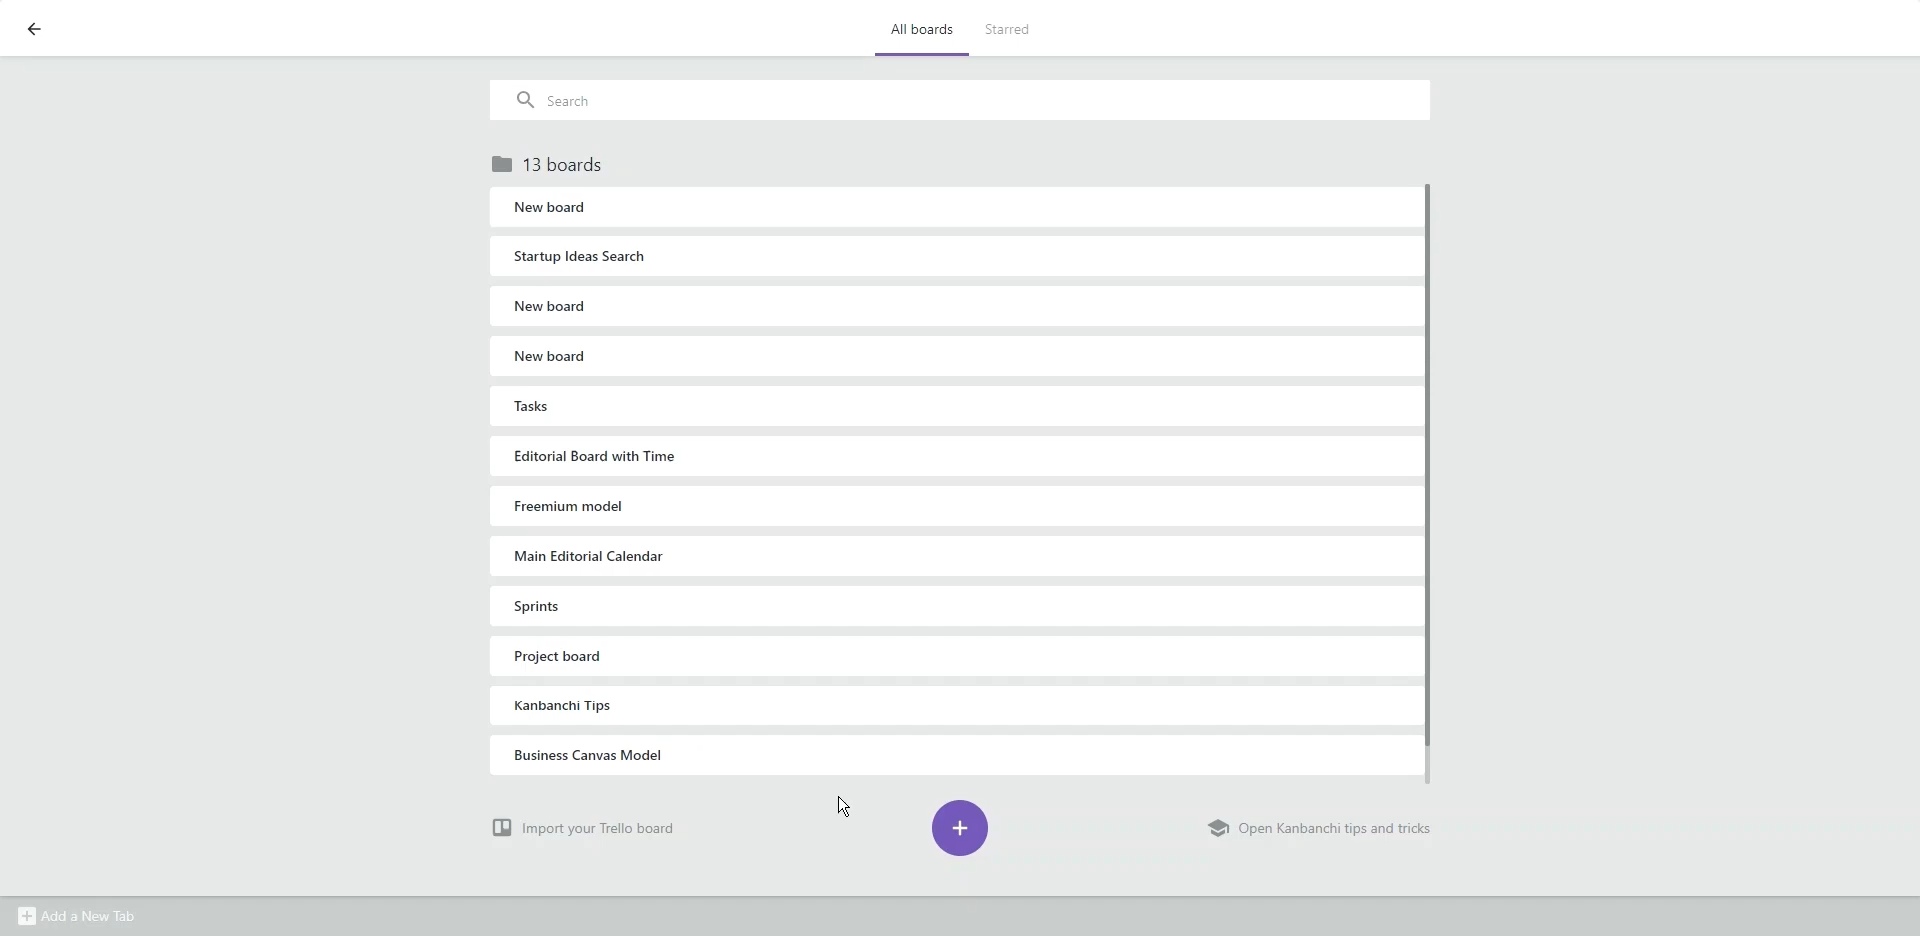 All boards
Starred
Search
13 boards
New board
Startup Ideas Search
New board
New board
Tasks
Editorial Board with Time
Freemium model
Main Editorial Calendar
Sprints
Project board
Kanbanchi Tips
Business Canvas Model
Import your Trello board
Open Kanbanchi tips and tricks
Add a New Tab